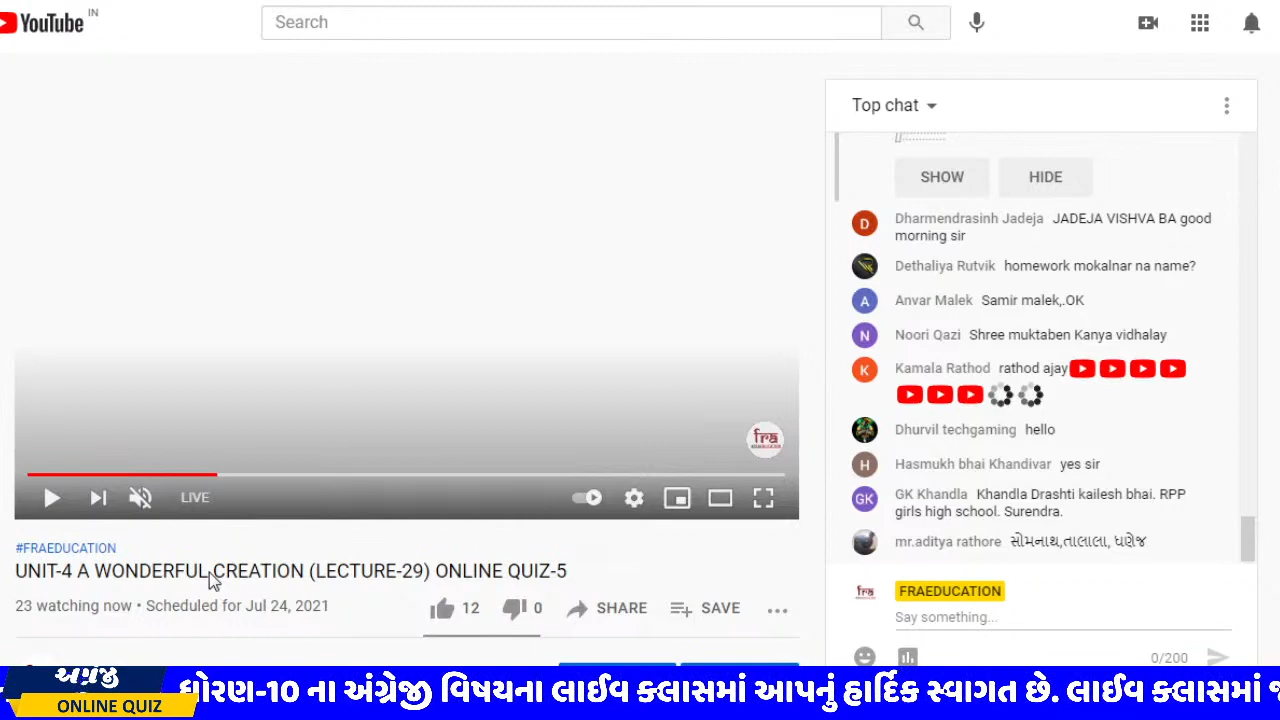 YouTube IN
Search
Top chat
SHOW HIDE
Dharmendrasinh Jadeja JADEJA VISHVA BA good
morning sir
Dethaliya Rutvik homework mokalnar na name?
Anvar Malek Samir malek,.OK
Noori Qazi Shree muktaben Kanya vidhalay
Kamala Rathod rathod ajay
Dhurvil techgaming hello
Hasmukh bhai Khandivar yes sir
GK Khandla Khandla Drashti kailesh bhai. RPP
girls high school. Surendra.
mr.aditya rathore સોમનાથ,તાલાલા, ધણેજ
FRAEDUCATION
Say something...
0/200
fra
LIVE
#FRAEDUCATION
UNIT-4 A WONDERFUL CREATION (LECTURE-29) ONLINE QUIZ-5
23 watching now • Scheduled for Jul 24, 2021
12 0 SHARE SAVE
અંગ્રેજી
ONLINE QUIZ
ધોરણ-10 ના અંગ્રેજી વિષયના લાઈવ ક્લાસમાં આપનું હાર્દિક સ્વાગત છે. લાઈવ ક્લાસમાં